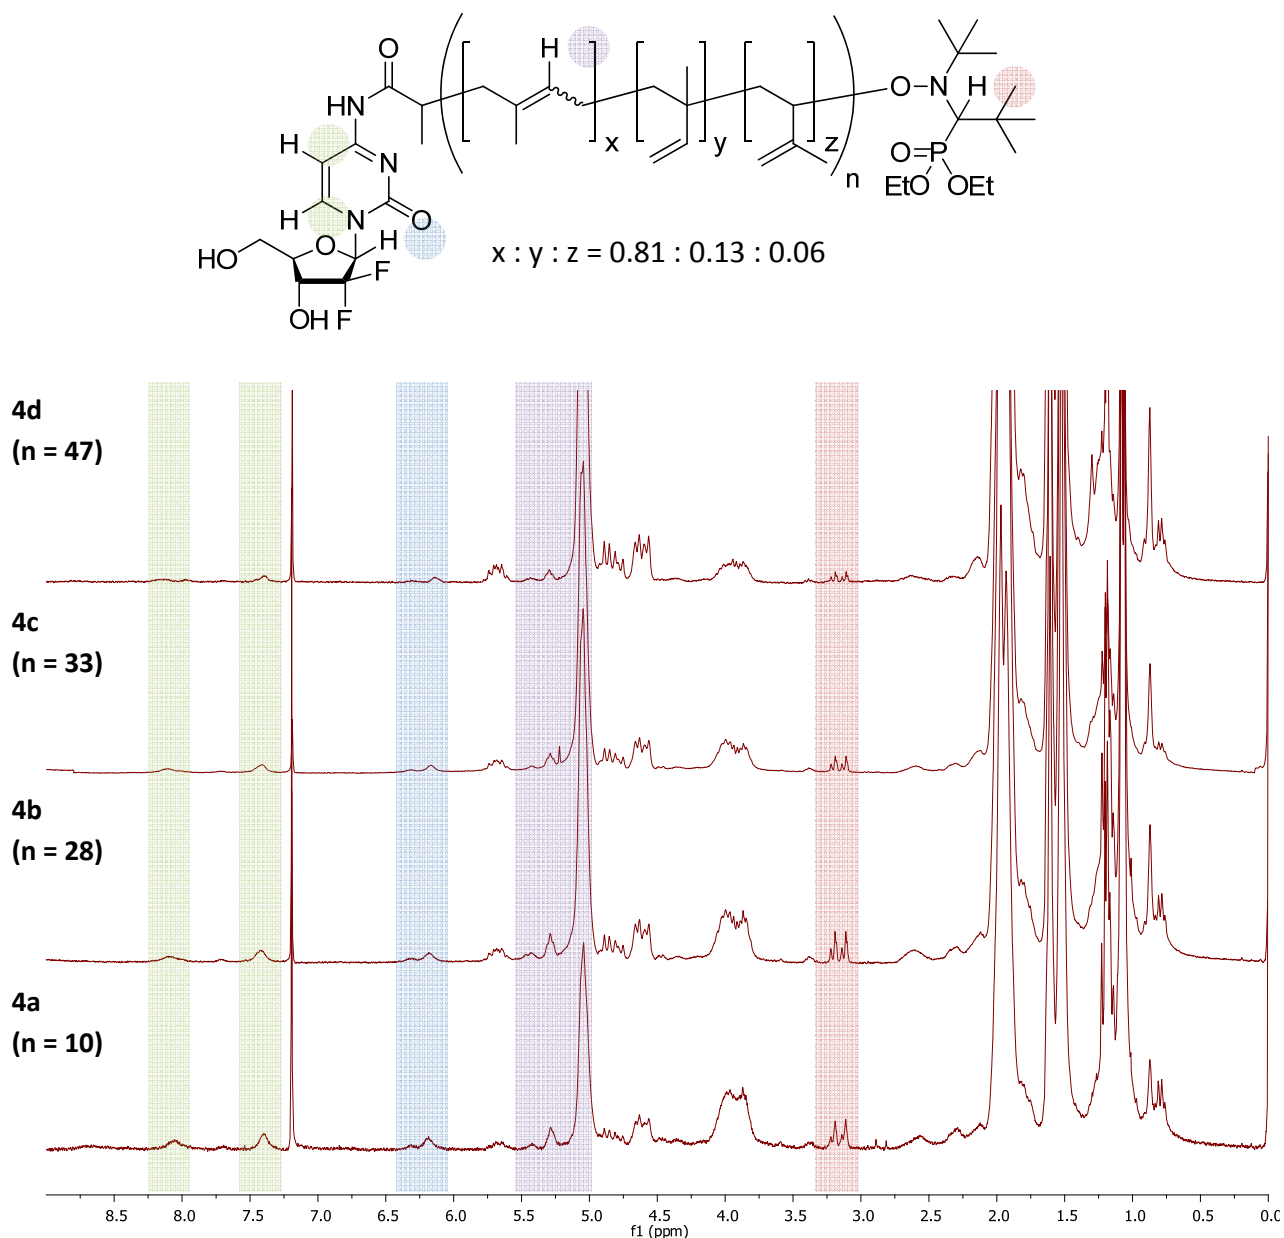 O
HN
H
H
N
N
O
O
H
HO
F
OH F
H
x
y
z
n
O
N
H
O=P
EtO OEt
x : y : z = 0.81 : 0.13 : 0.06
4d
(n = 47)
4c
(n = 33)
4b
(n = 28)
4a
(n = 10)
8.5 8.0 7.5 7.0 6.5 6.0 5.5 5.0 4.5 4.0 3.5 3.0 2.5 2.0 1.5 1.0 0.5 0.0
f1 (ppm)